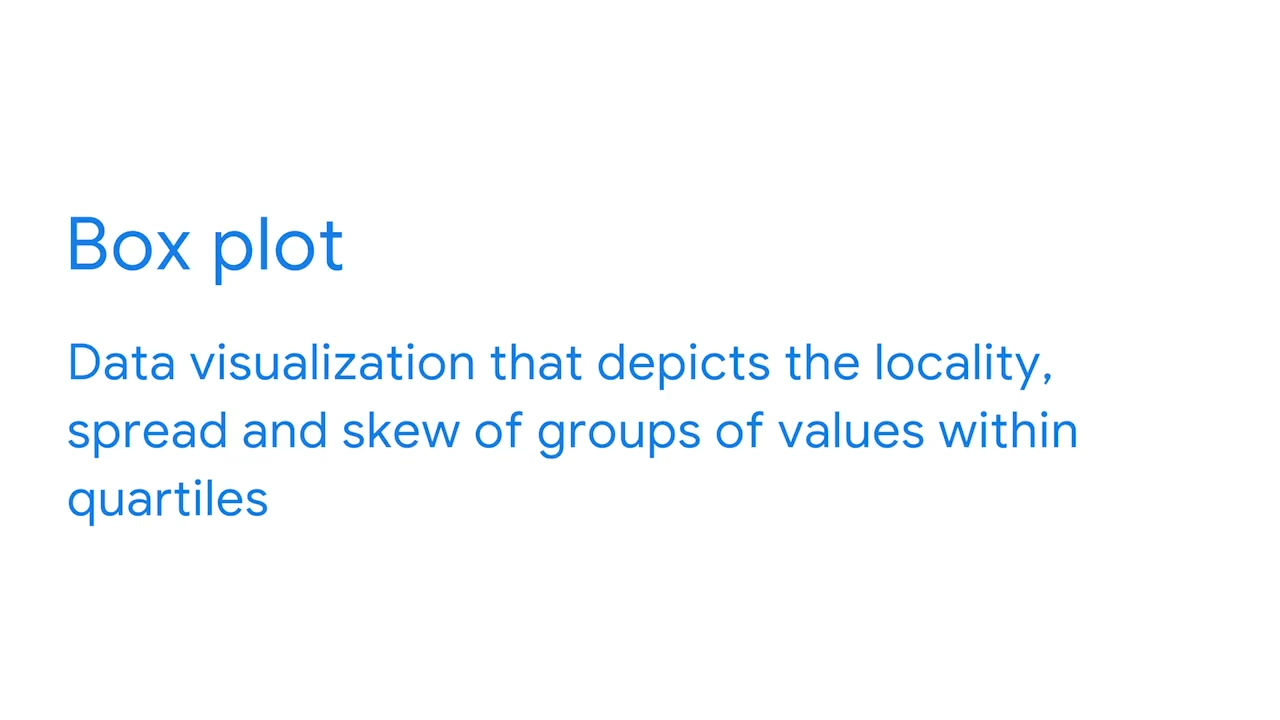 Box plot
Data visualization that depicts the locality,
spread and skew of groups of values within
quartiles